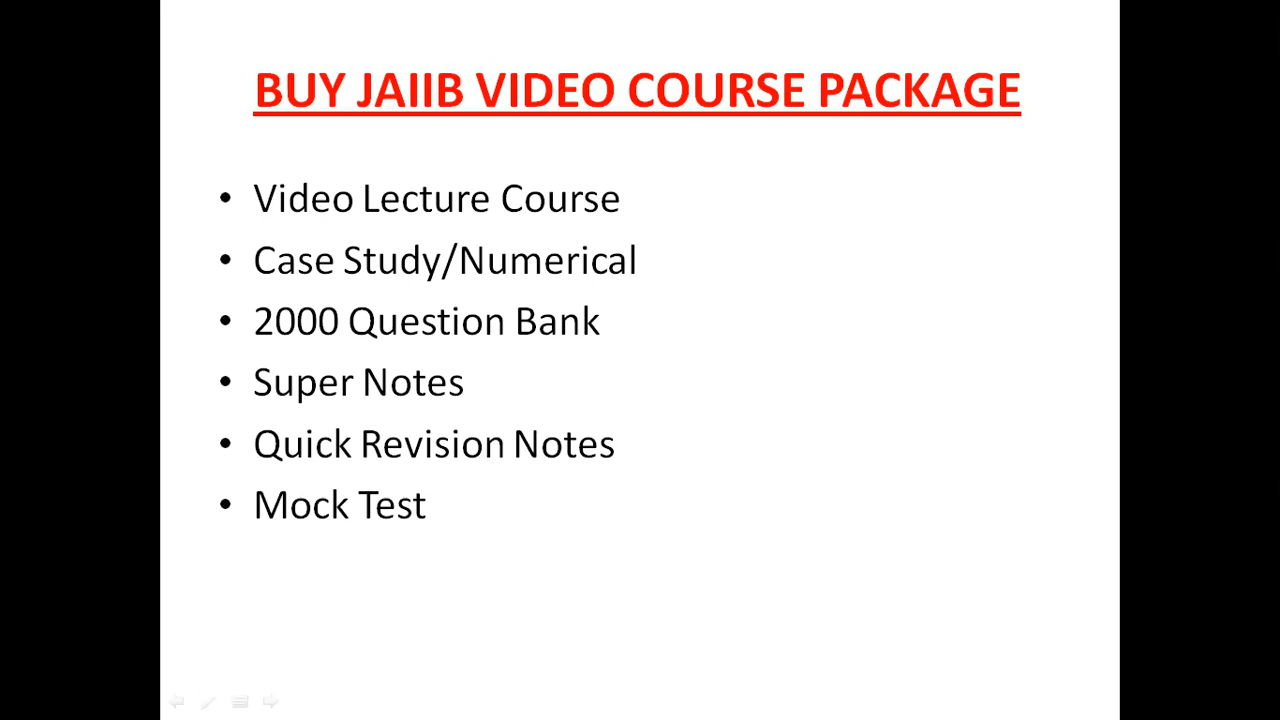 BUY JAIIB VIDEO COURSE PACKAGE
• Video Lecture Course
• Case Study/Numerical
• 2000 Question Bank
• Super Notes
• Quick Revision Notes
• Mock Test